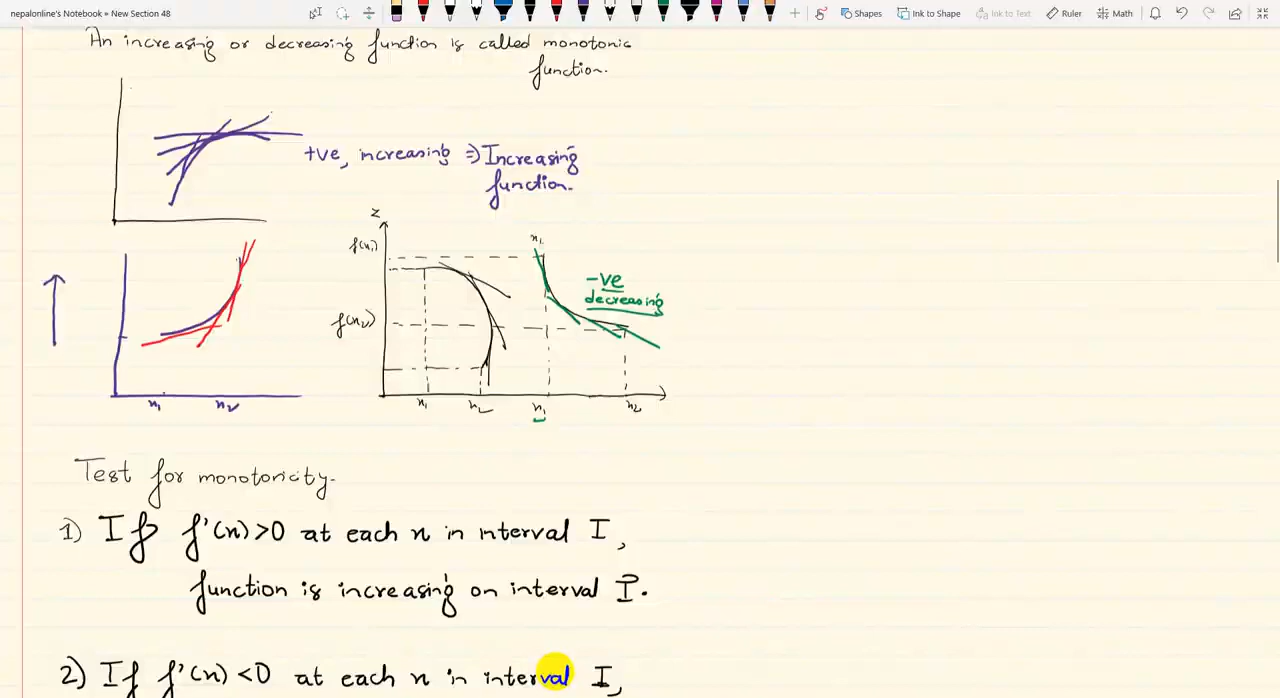 nepalonline's Notebook » New Section 48
Shapes Ink to Shape Ink to Text Ruler Math
An increasing or decreasing function is called monotonic
function.
+ve, increasing ⇒ Increasing
function.
z
f(x₁)
f(x₂)
x₁ x₂
x₁ x₂
x₁
-ve
decreasing
x₁ x₂
Test for monotonicity.
1) If f'(x)>0 at each x in interval I,
function is increasing on interval I.
2) If f'(x)<0 at each x in interval I,